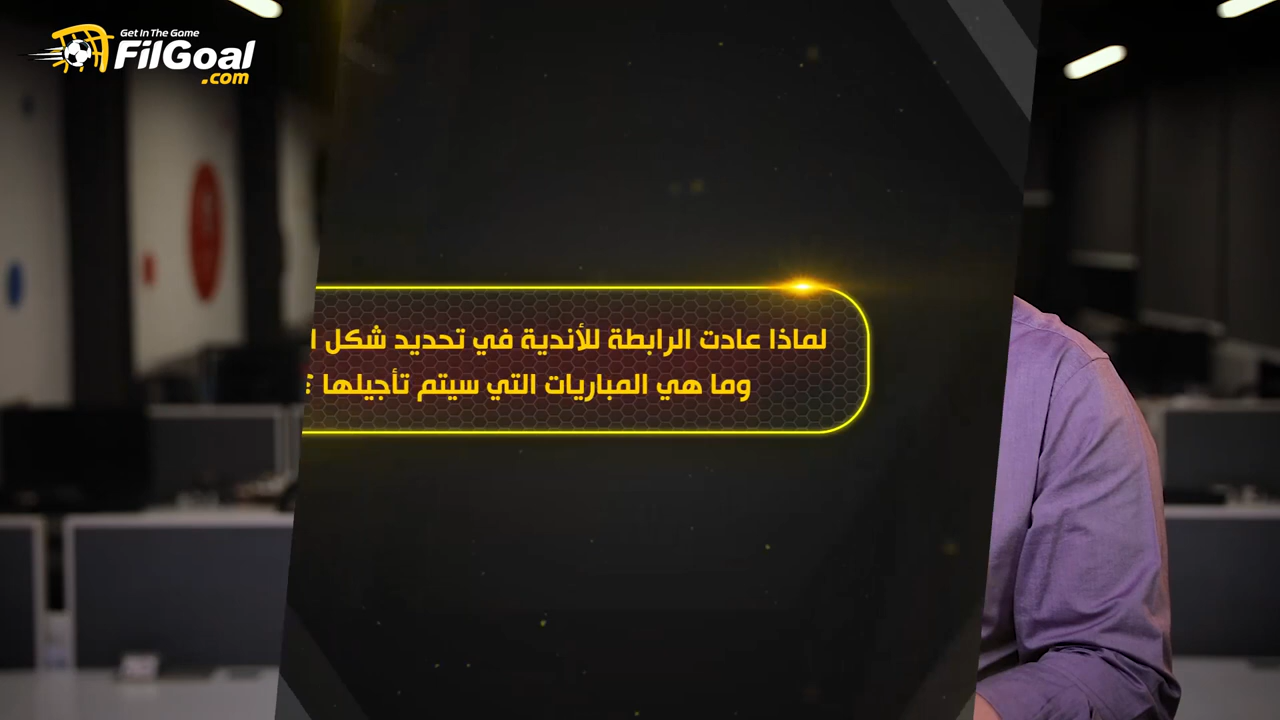 Get In The Game
FilGoal
.com
لماذا عادت الرابطة للأندية في تحديد شكل
وما هي المباريات التي سيتم تأجيلها ؟